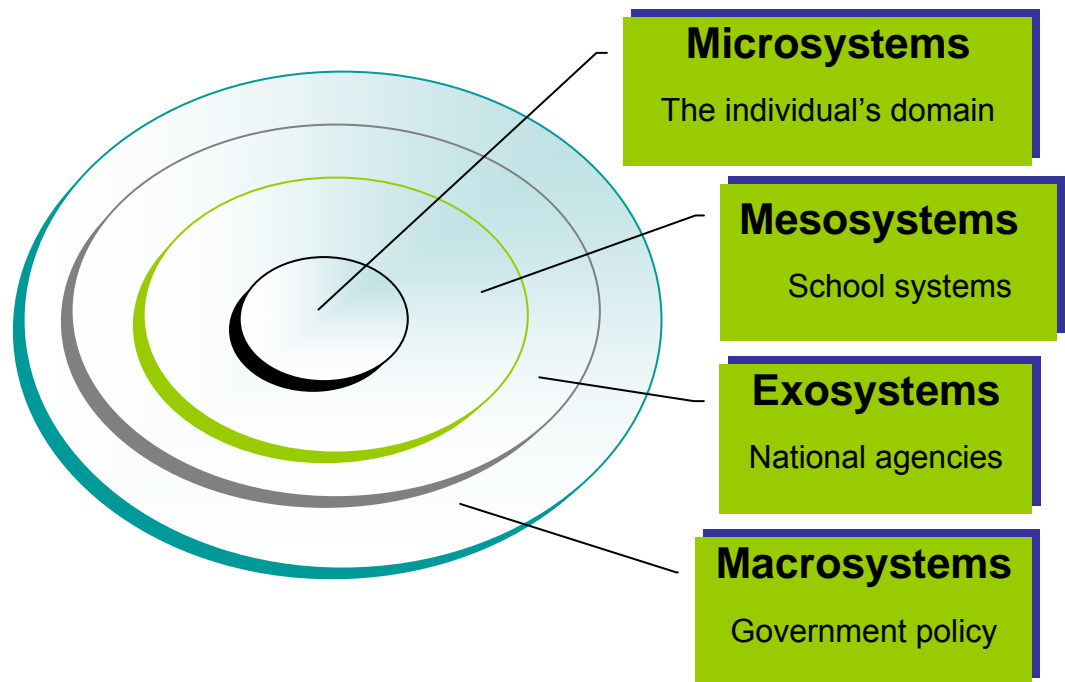 Microsystems
The individual’s domain
Mesosystems
School systems
Exosystems
National agencies
Macrosystems
Government policy